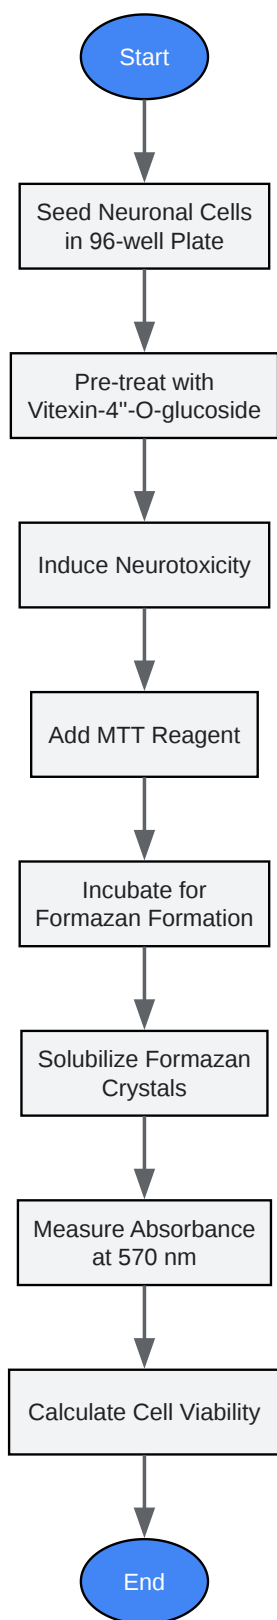 Start
Seed Neuronal Cells
in 96-well Plate
Pre-treat with
Vitexin-4"-O-glucoside
Induce Neurotoxicity
Add MTT Reagent
Incubate for
Formazan Formation
Solubilize Formazan
Crystals
Measure Absorbance
at 570 nm
Calculate Cell Viability
End